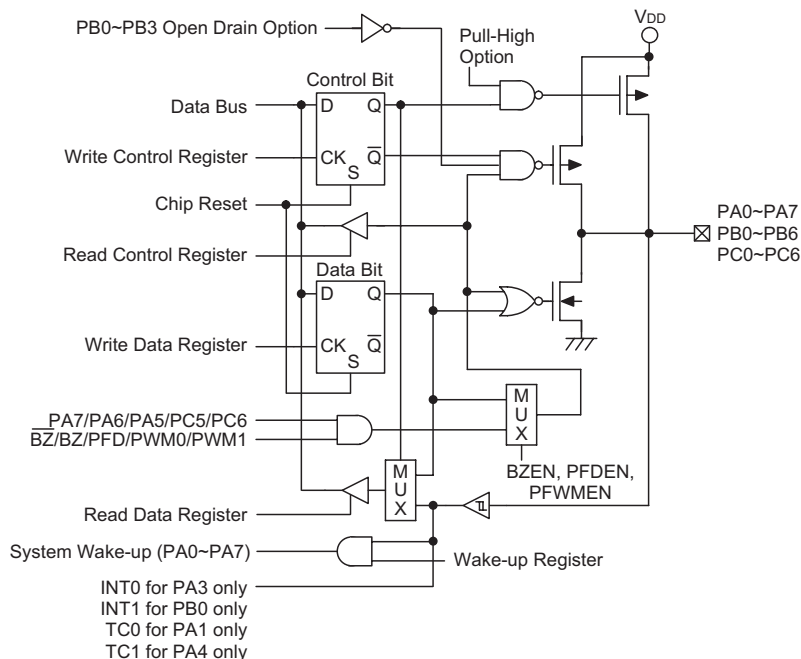 PB0~PB3 Open Drain Option
Pull-High
Option
VDD
Control Bit
Data Bus
D
Q
Write Control Register
CK
Q̅
S
Chip Reset
Read Control Register
PA0~PA7
PB0~PB6
PC0~PC6
Data Bit
D
Q
Write Data Register
CK
Q̅
S
PA7/PA6/PA5/PC5/PC6
B̅Z̅/BZ/PFD/PWM0/PWM1
M
U
X
BZEN, PFDEN,
PFWMEN
M
U
X
Read Data Register
System Wake-up (PA0~PA7)
Wake-up Register
INT0 for PA3 only
INT1 for PB0 only
TC0 for PA1 only
TC1 for PA4 only